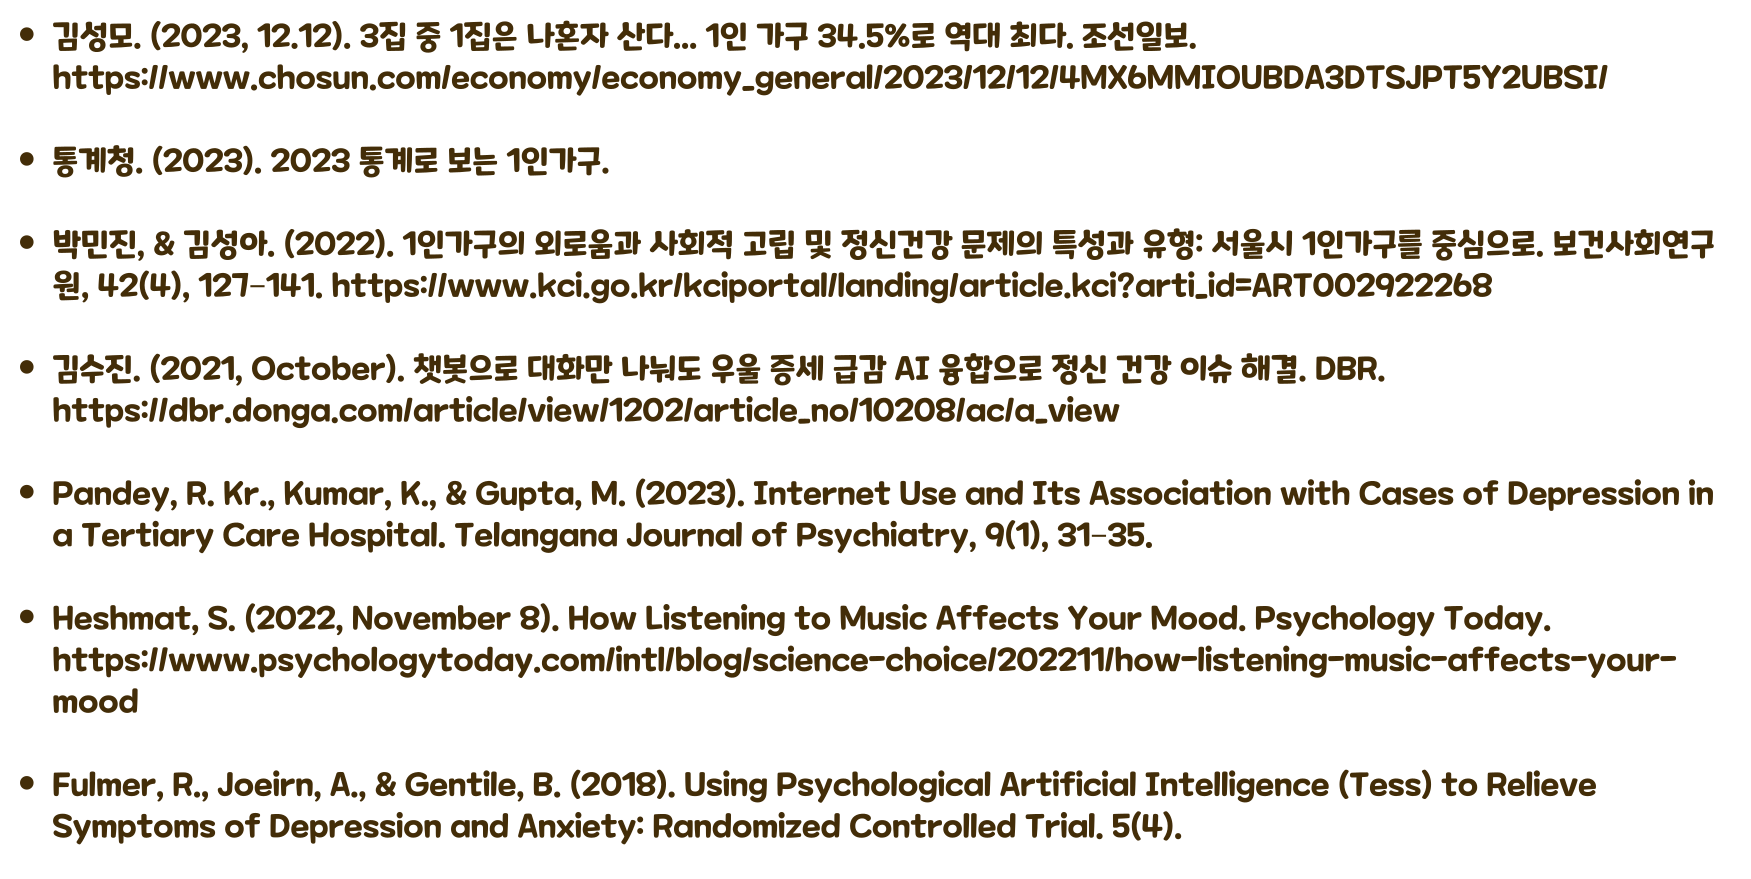 • 김성모. (2023, 12.12). 3집 중 1집은 나혼자 산다... 1인 가구 34.5%로 역대 최다. 조선일보.
https://www.chosun.com/economy/economy_general/2023/12/12/4MX6MMIOUBDA3DTSJPT5Y2UBSI/
• 통계청. (2023). 2023 통계로 보는 1인가구.
• 박민진, & 김성아. (2022). 1인가구의 외로움과 사회적 고립 및 정신건강 문제의 특성과 유형: 서울시 1인가구를 중심으로. 보건사회연구
원, 42(4), 127–141. https://www.kci.go.kr/kciportal/landing/article.kci?arti_id=ART002922268
• 김수진. (2021, October). 챗봇으로 대화만 나눠도 우울 증세 급감 AI 융합으로 정신 건강 이슈 해결. DBR.
https://dbr.donga.com/article/view/1202/article_no/10208/ac/a_view
• Pandey, R. Kr., Kumar, K., & Gupta, M. (2023). Internet Use and Its Association with Cases of Depression in
a Tertiary Care Hospital. Telangana Journal of Psychiatry, 9(1), 31–35.
• Heshmat, S. (2022, November 8). How Listening to Music Affects Your Mood. Psychology Today.
https://www.psychologytoday.com/intl/blog/science-choice/202211/how-listening-music-affects-your-
mood
• Fulmer, R., Joeirn, A., & Gentile, B. (2018). Using Psychological Artificial Intelligence (Tess) to Relieve
Symptoms of Depression and Anxiety: Randomized Controlled Trial. 5(4).